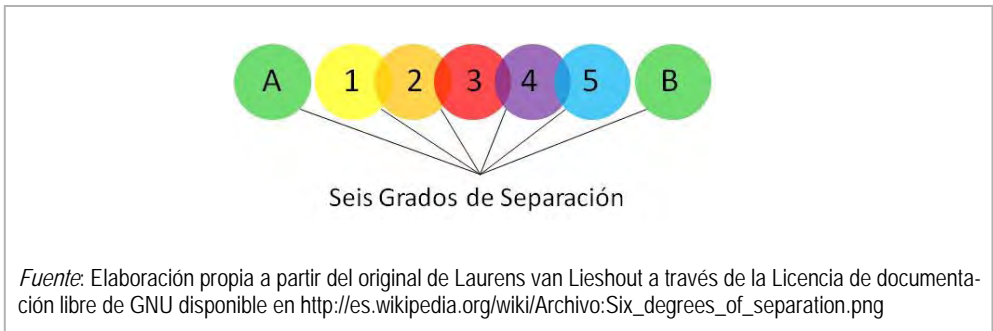 A 1 2 3 4 5 B
Seis Grados de Separación
Fuente: Elaboración propia a partir del original de Laurens van Lieshout a través de la Licencia de documenta-
ción libre de GNU disponible en http://es.wikipedia.org/wiki/Archivo:Six_degrees_of_separation.png